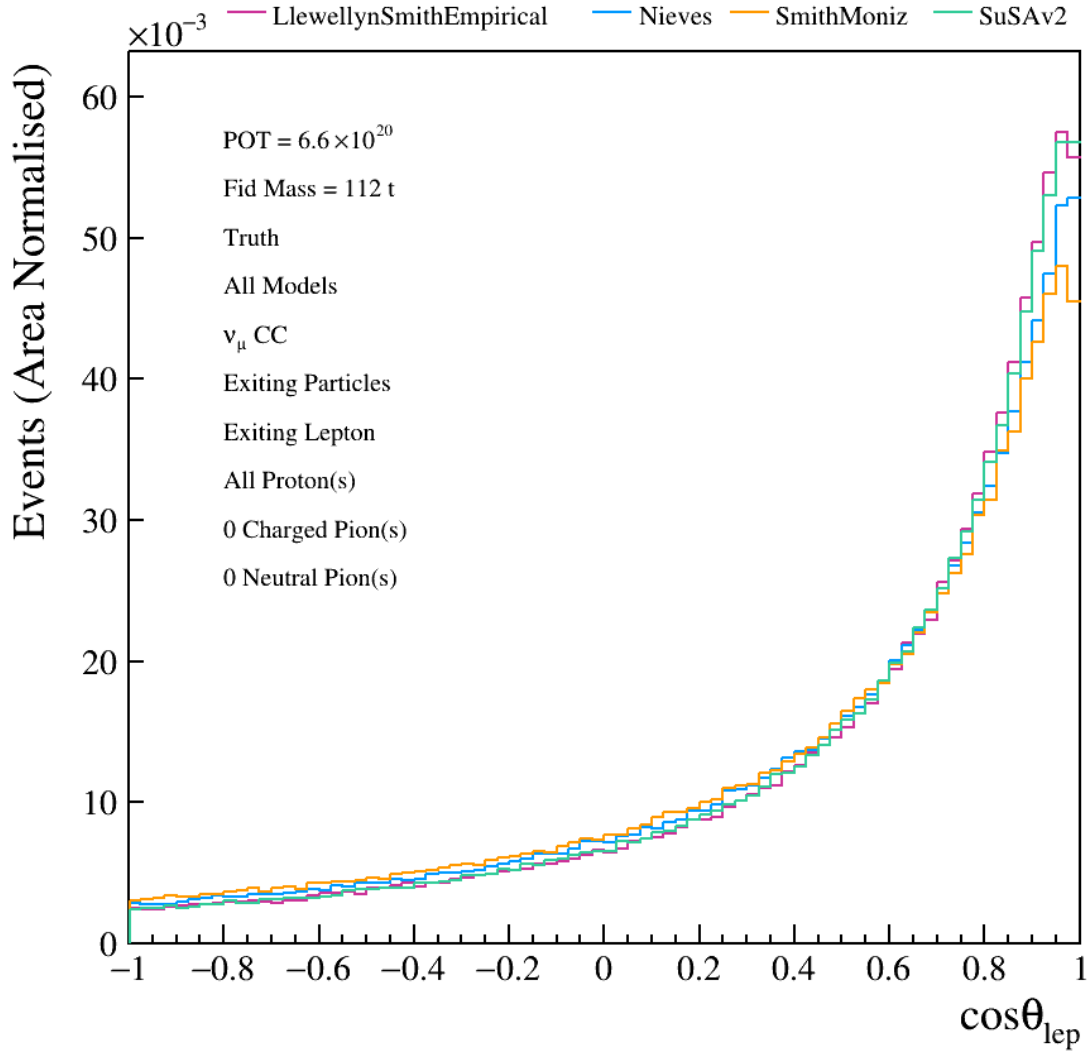 LlewellynSmithEmpirical Nieves SmithMoniz SuSAv2
×10⁻³
Events (Area Normalised)
60
50
40
30
20
10
0
POT = 6.6×10²⁰
Fid Mass = 112 t
Truth
All Models
νμ CC
Exiting Particles
Exiting Lepton
All Proton(s)
0 Charged Pion(s)
0 Neutral Pion(s)
−1 −0.8 −0.6 −0.4 −0.2 0 0.2 0.4 0.6 0.8 1
cosθlep